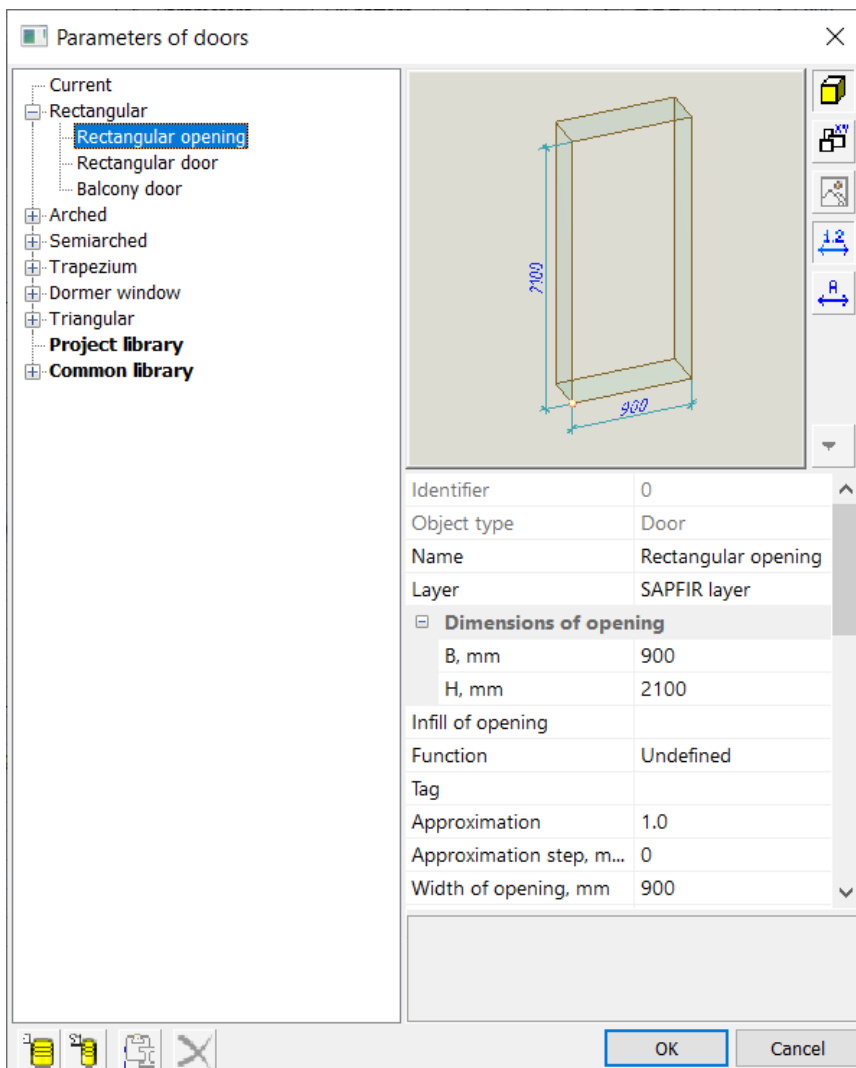 Parameters of doors
Current
Rectangular
Rectangular opening
Rectangular door
Balcony door
Arched
Semiarched
Trapezium
Dormer window
Triangular
Project library
Common library
2100
900
XY
1.2
A
Identifier 0
Object type Door
Name Rectangular opening
Layer SAPFIR layer
Dimensions of opening
B, mm 900
H, mm 2100
Infill of opening
Function Undefined
Tag
Approximation 1.0
Approximation step, m... 0
Width of opening, mm 900
OK Cancel